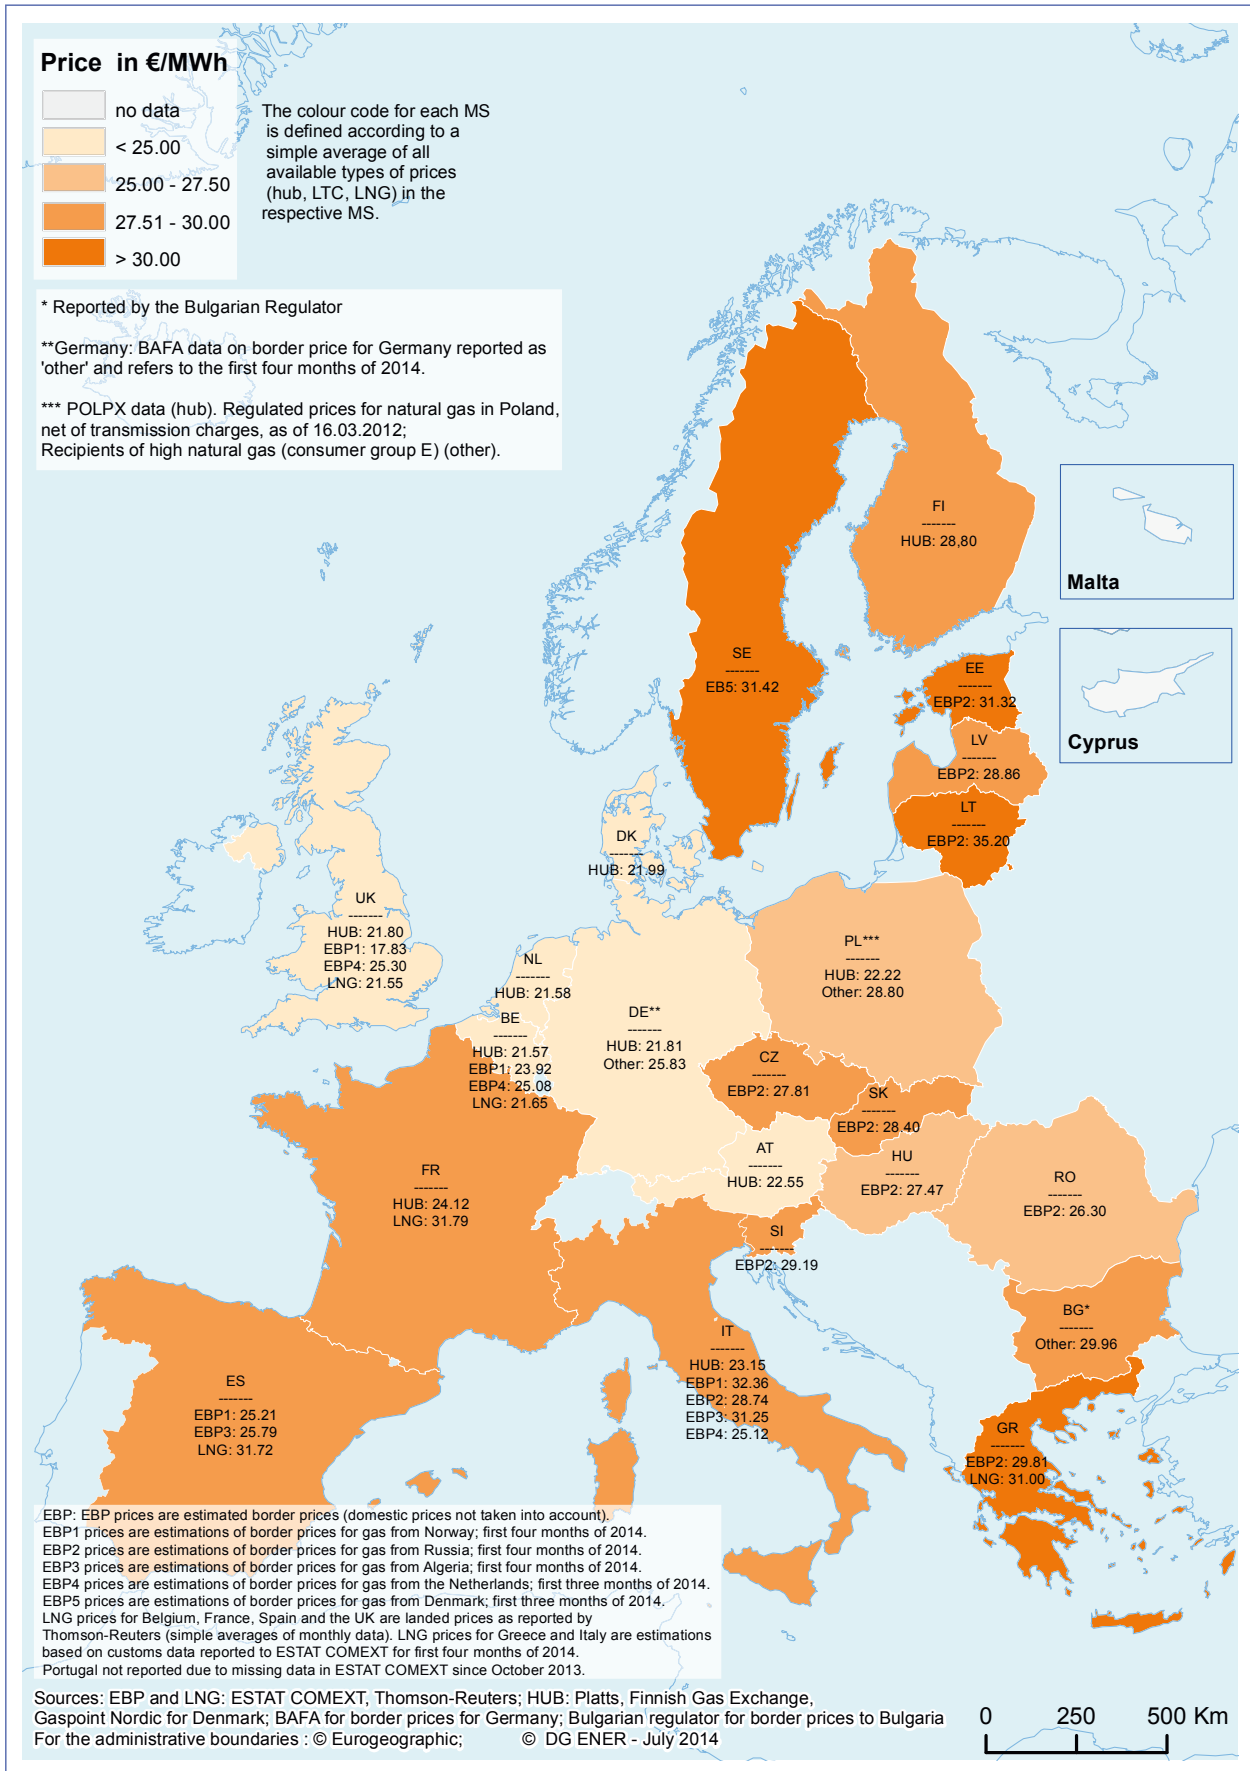 Price in €/MWh
no data
< 25.00
25.00 - 27.50
27.51 - 30.00
> 30.00
The colour code for each MS
is defined according to a
simple average of all
available types of prices
(hub, LTC, LNG) in the
respective MS.
* Reported by the Bulgarian Regulator
**Germany: BAFA data on border price for Germany reported as
'other' and refers to the first four months of 2014.
*** POLPX data (hub). Regulated prices for natural gas in Poland,
net of transmission charges, as of 16.03.2012;
Recipients of high natural gas (consumer group E) (other).
FI
-------
HUB: 28,80
Malta
SE
-------
EB5: 31.42
EE
-------
EBP2: 31.32
Cyprus
LV
-------
EBP2: 28.86
LT
-------
EBP2: 35.20
DK
-------
HUB: 21.99
UK
-------
HUB: 21.80
EBP1: 17.83
EBP4: 25.30
LNG: 21.55
NL
-------
HUB: 21.58
PL***
-------
HUB: 22.22
Other: 28.80
BE
-------
HUB: 21.57
EBP1: 23.92
EBP4: 25.08
LNG: 21.65
DE**
-------
HUB: 21.81
Other: 25.83
CZ
-------
EBP2: 27.81
SK
-------
EBP2: 28.40
AT
-------
HUB: 22.55
HU
-------
EBP2: 27.47
FR
-------
HUB: 24.12
LNG: 31.79
RO
-------
EBP2: 26.30
SI
-------
EBP2: 29.19
BG*
-------
Other: 29.96
IT
-------
HUB: 23.15
EBP1: 32.36
EBP2: 28.74
EBP3: 31.25
EBP4: 25.12
ES
-------
EBP1: 25.21
EBP3: 25.79
LNG: 31.72
GR
-------
EBP2: 29.81
LNG: 31.00
EBP: EBP prices are estimated border prices (domestic prices not taken into account).
EBP1 prices are estimations of border prices for gas from Norway; first four months of 2014.
EBP2 prices are estimations of border prices for gas from Russia; first four months of 2014.
EBP3 prices are estimations of border prices for gas from Algeria; first four months of 2014.
EBP4 prices are estimations of border prices for gas from the Netherlands; first three months of 2014.
EBP5 prices are estimations of border prices for gas from Denmark; first three months of 2014.
LNG prices for Belgium, France, Spain and the UK are landed prices as reported by
Thomson-Reuters (simple averages of monthly data). LNG prices for Greece and Italy are estimations
based on customs data reported to ESTAT COMEXT for first four months of 2014.
Portugal not reported due to missing data in ESTAT COMEXT since October 2013.
Sources: EBP and LNG: ESTAT COMEXT, Thomson-Reuters; HUB: Platts, Finnish Gas Exchange,
Gaspoint Nordic for Denmark; BAFA for border prices for Germany; Bulgarian regulator for border prices to Bulgaria
For the administrative boundaries : © Eurogeographic; © DG ENER - July 2014
0 250 500 Km